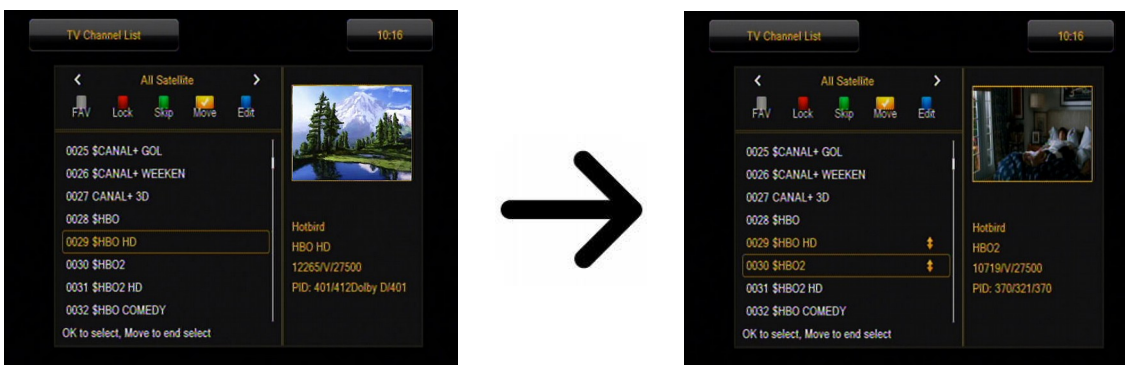 TV Channel List
10:16
All Satellite
FAV Lock Skip Move Edit
0025 $CANAL+ GOL
0026 $CANAL+ WEEKEN
0027 CANAL+ 3D
0028 $HBO
0029 $HBO HD
0030 $HBO2
0031 $HBO2 HD
0032 $HBO COMEDY
OK to select, Move to end select
Hotbird
HBO HD
12265/V/27500
PID: 401/412Dolby D/401
TV Channel List
10:16
All Satellite
FAV Lock Skip Move Edit
0025 $CANAL+ GOL
0026 $CANAL+ WEEKEN
0027 CANAL+ 3D
0028 $HBO
0029 $HBO HD
0030 $HBO2
0031 $HBO2 HD
0032 $HBO COMEDY
OK to select, Move to end select
Hotbird
HBO2
10719/V/27500
PID: 370/321/370